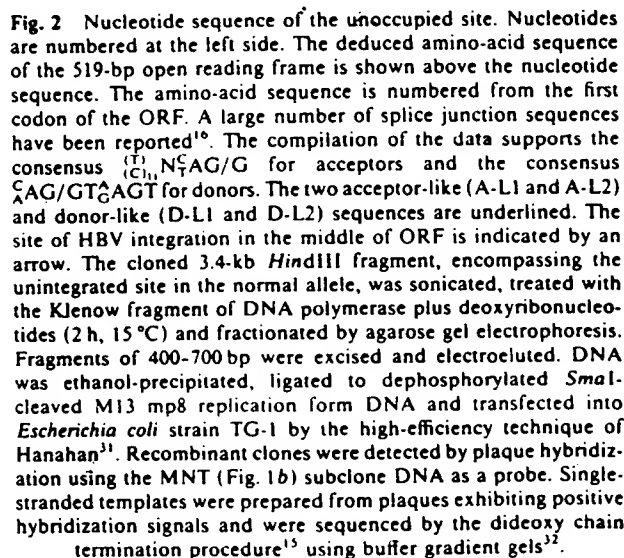 Fig. 2 Nucleotide sequence of the unoccupied site. Nucleotides
are numbered at the left side. The deduced amino-acid sequence
of the 519-bp open reading frame is shown above the nucleotide
sequence. The amino-acid sequence is numbered from the first
codon of the ORF. A large number of splice junction sequences
have been reported¹⁶. The compilation of the data supports the
consensus (T/C)₁₁NC/TAG/G for acceptors and the consensus
C/AAG/GTA/GAGT for donors. The two acceptor-like (A-L1 and A-L2)
and donor-like (D-L1 and D-L2) sequences are underlined. The
site of HBV integration in the middle of ORF is indicated by an
arrow. The cloned 3.4-kb HindIII fragment, encompassing the
unintegrated site in the normal allele, was sonicated, treated with
the Klenow fragment of DNA polymerase plus deoxyribonucleo-
tides (2 h, 15 °C) and fractionated by agarose gel electrophoresis.
Fragments of 400-700 bp were excised and electroeluted. DNA
was ethanol-precipitated, ligated to dephosphorylated SmaI-
cleaved M13 mp8 replication form DNA and transfected into
Escherichia coli strain TG-1 by the high-efficiency technique of
Hanahan³¹. Recombinant clones were detected by plaque hybridiz-
ation using the MNT (Fig. 1b) subclone DNA as a probe. Single-
stranded templates were prepared from plaques exhibiting positive
hybridization signals and were sequenced by the dideoxy chain
termination procedure¹⁵ using buffer gradient gels³².